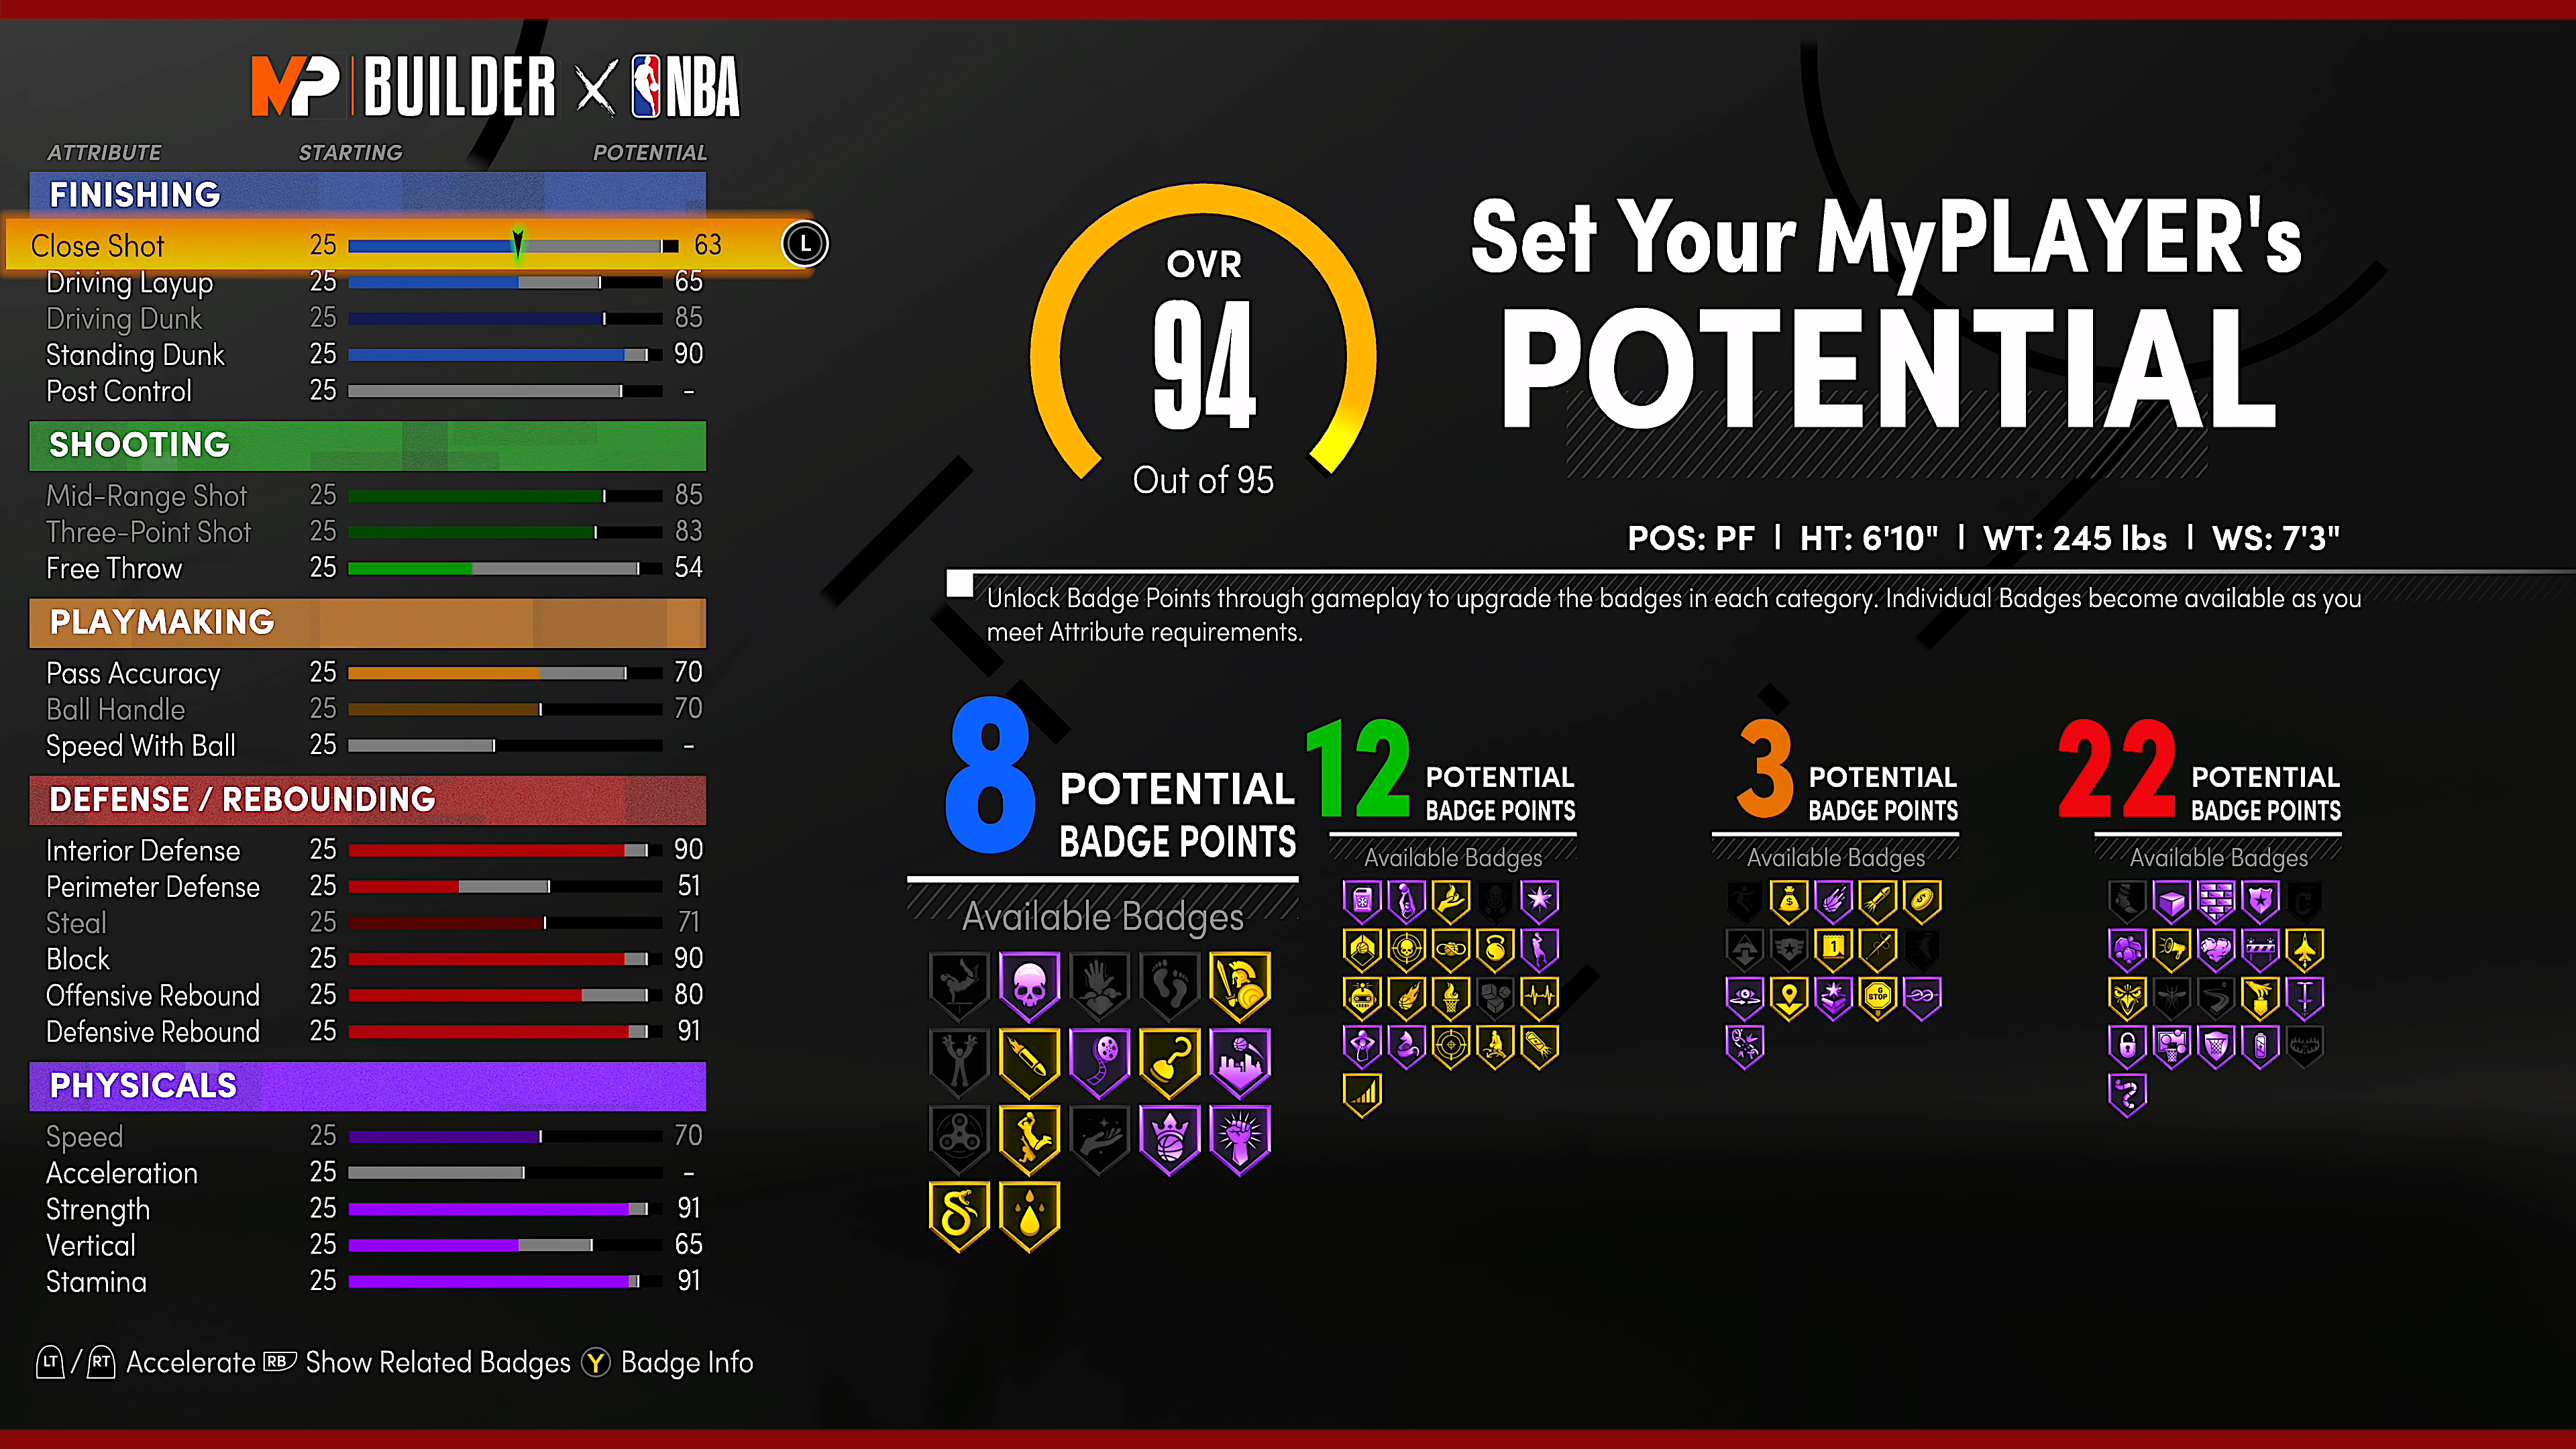 MP | BUILDER X NBA
ATTRIBUTE STARTING POTENTIAL
FINISHING
Close Shot 25 63 L
Driving Layup 25 65
Driving Dunk 25 85
Standing Dunk 25 90
Post Control 25 -
SHOOTING
Mid-Range Shot 25 85
Three-Point Shot 25 83
Free Throw 25 54
PLAYMAKING
Pass Accuracy 25 70
Ball Handle 25 70
Speed With Ball 25 -
DEFENSE / REBOUNDING
Interior Defense 25 90
Perimeter Defense 25 51
Steal 25 71
Block 25 90
Offensive Rebound 25 80
Defensive Rebound 25 91
PHYSICALS
Speed 25 70
Acceleration 25 -
Strength 25 91
Vertical 25 65
Stamina 25 91
LT / RT Accelerate RB Show Related Badges Y Badge Info
OVR
94
Out of 95
Set Your MyPLAYER's
POTENTIAL
POS: PF | HT: 6'10" | WT: 245 lbs | WS: 7'3"
Unlock Badge Points through gameplay to upgrade the badges in each category. Individual Badges become available as you
meet Attribute requirements.
8 POTENTIAL
BADGE POINTS
Available Badges
12 POTENTIAL
BADGE POINTS
Available Badges
3 POTENTIAL
BADGE POINTS
Available Badges
1
STOP
22 POTENTIAL
BADGE POINTS
Available Badges
C